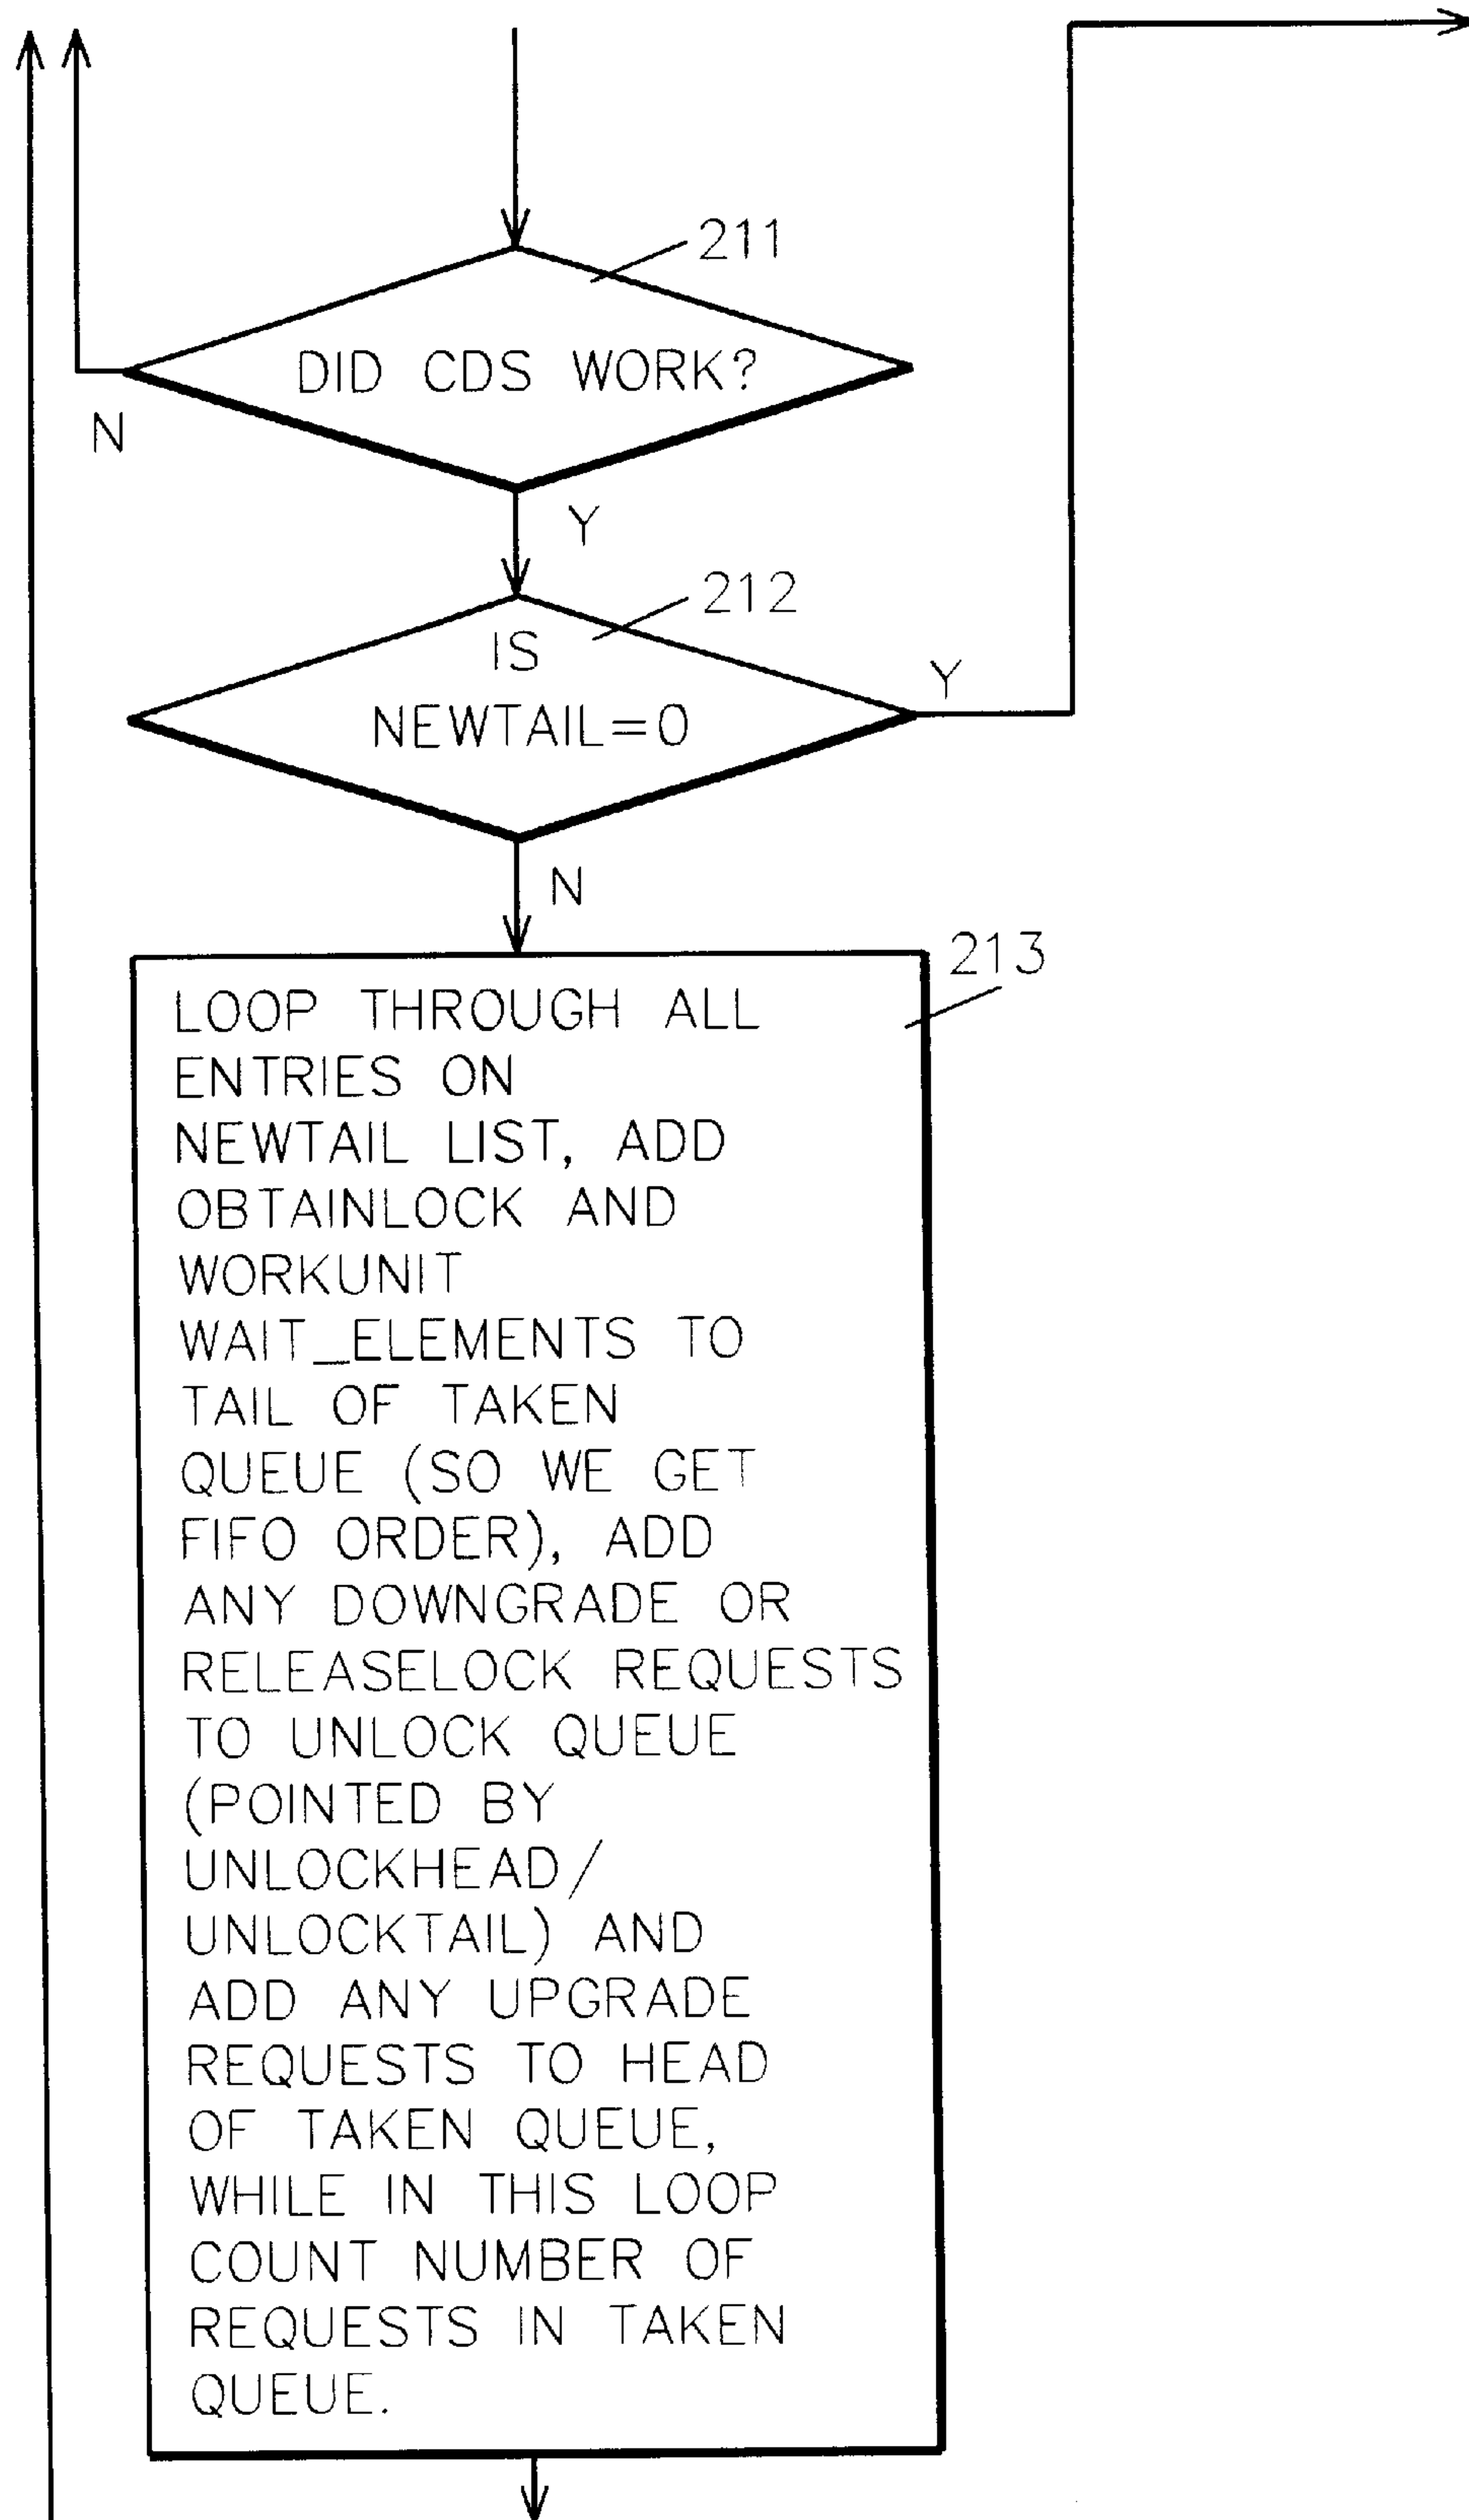 211
DID CDS WORK?
N
Y
212
IS
NEWTAIL=0
Y
N
213
LOOP THROUGH ALL
ENTRIES ON
NEWTAIL LIST, ADD
OBTAINLOCK AND
WORKUNIT
WAIT_ELEMENTS TO
TAIL OF TAKEN
QUEUE (SO WE GET
FIFO ORDER), ADD
ANY DOWNGRADE OR
RELEASELOCK REQUESTS
TO UNLOCK QUEUE
(POINTED BY
UNLOCKHEAD/
UNLOCKTAIL) AND
ADD ANY UPGRADE
REQUESTS TO HEAD
OF TAKEN QUEUE,
WHILE IN THIS LOOP
COUNT NUMBER OF
REQUESTS IN TAKEN
QUEUE.